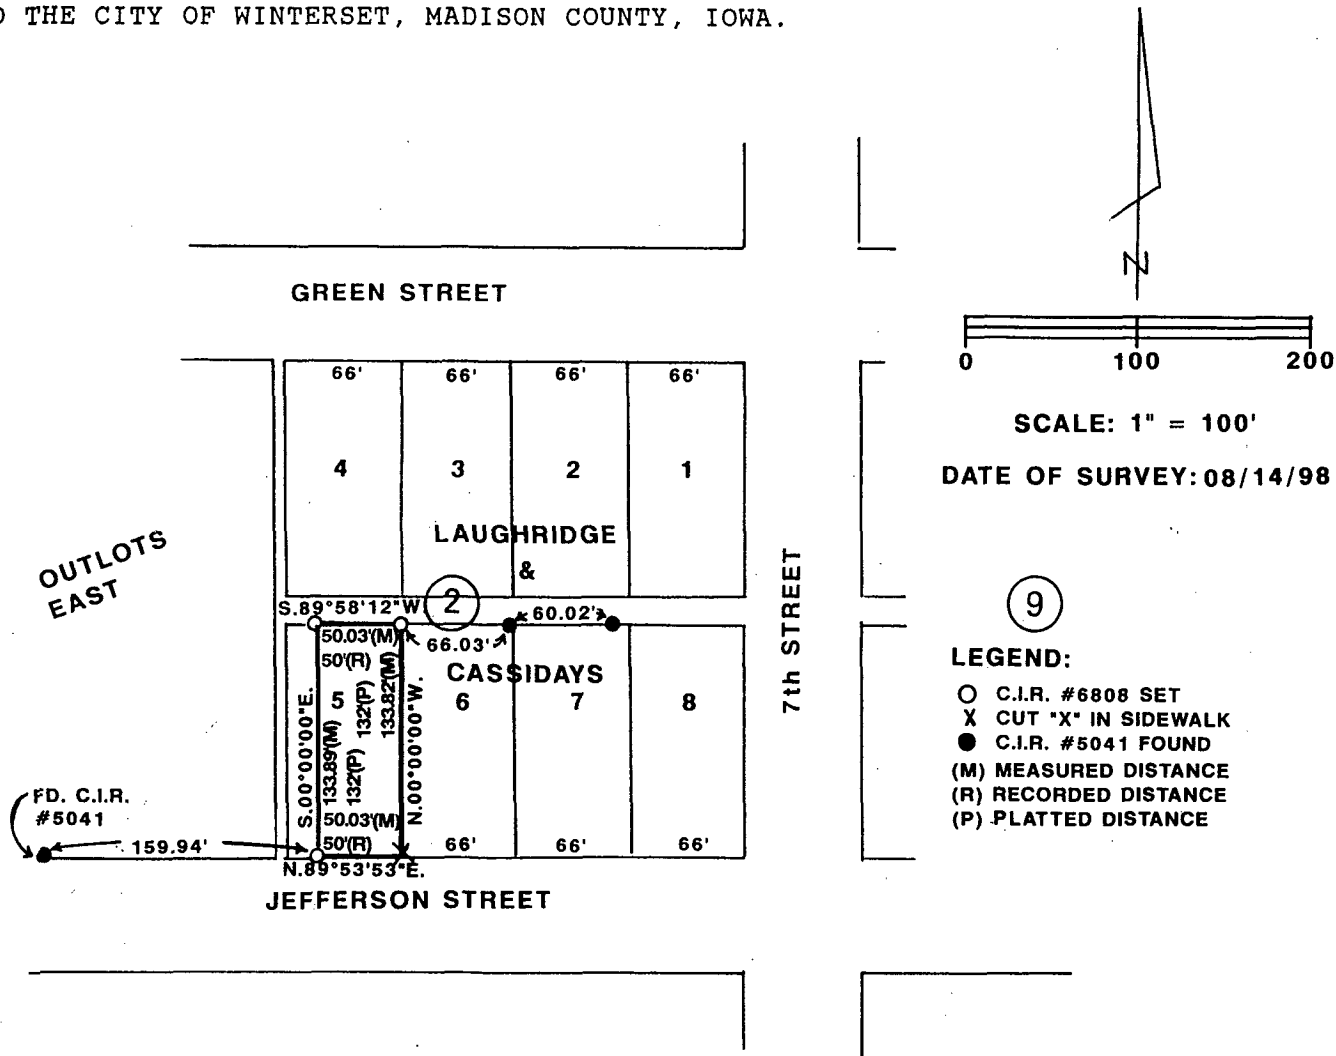 THE CITY OF WINTERSET, MADISON COUNTY, IOWA.
N
0 100 200
SCALE: 1" = 100'
DATE OF SURVEY: 08/14/98
GREEN STREET
66' 66' 66' 66'
4 3 2 1
LAUGHRIDGE
&
OUTLOTS
EAST
S.89°58'12"W.
2
60.02'
66.03'
50.03'(M)
50'(R)
CASSIDAYS
5 6 7 8
S.00°00'00"E.
133.89'(M)
132'(P)
132'(P)
133.82'(M)
N.00°00'00"W.
50.03'(M)
50'(R)
66' 66' 66'
FD. C.I.R.
#5041
159.94'
N.89°53'53"E.
JEFFERSON STREET
7th STREET
9
LEGEND:
C.I.R. #6808 SET
X CUT "X" IN SIDEWALK
C.I.R. #5041 FOUND
(M) MEASURED DISTANCE
(R) RECORDED DISTANCE
(P) PLATTED DISTANCE